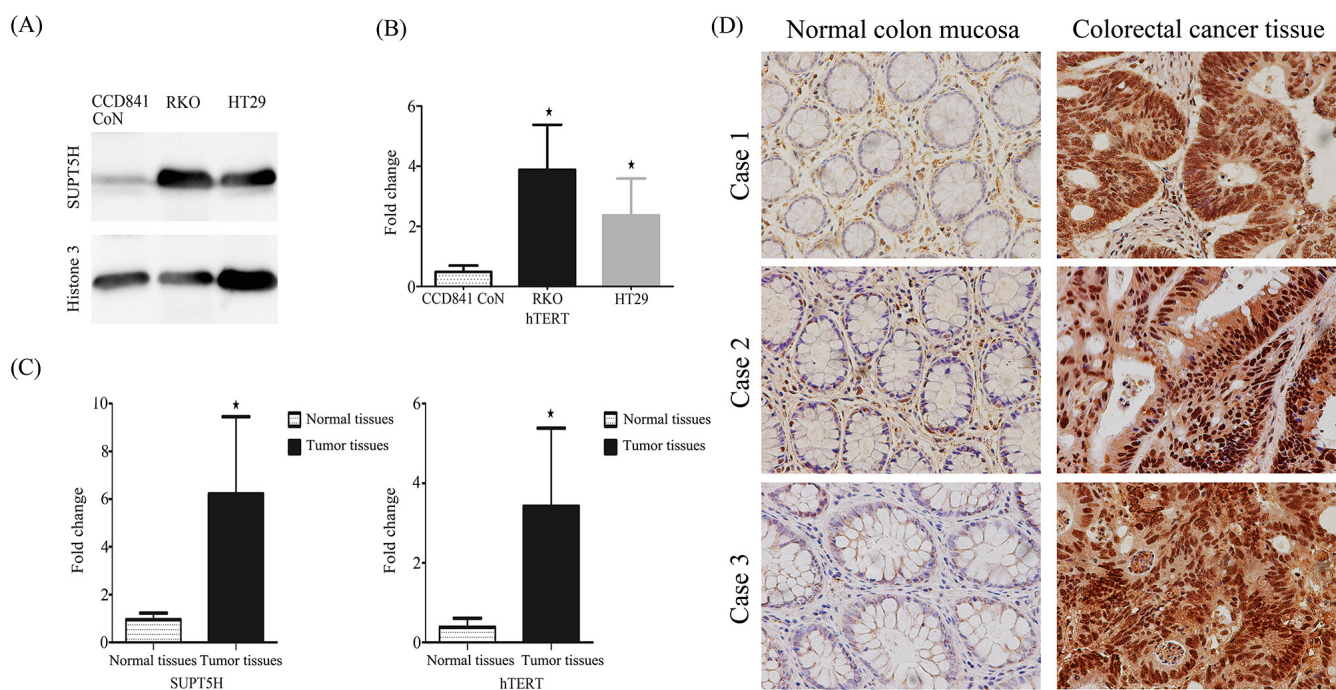 (A)
CCD841 CoN
RKO
HT29
SUPT5H
Histone 3
(B)
Fold change
6
4
2
0
CCD841 CoN
RKO
HT29
hTERT
(C)
Fold change
10
8
6
4
2
0
Normal tissues
Tumor tissues
Normal tissues
Tumor tissues
SUPT5H
Fold change
6
4
2
0
Normal tissues
Tumor tissues
Normal tissues
Tumor tissues
hTERT
(D)
Normal colon mucosa
Colorectal cancer tissue
Case 1
Case 2
Case 3